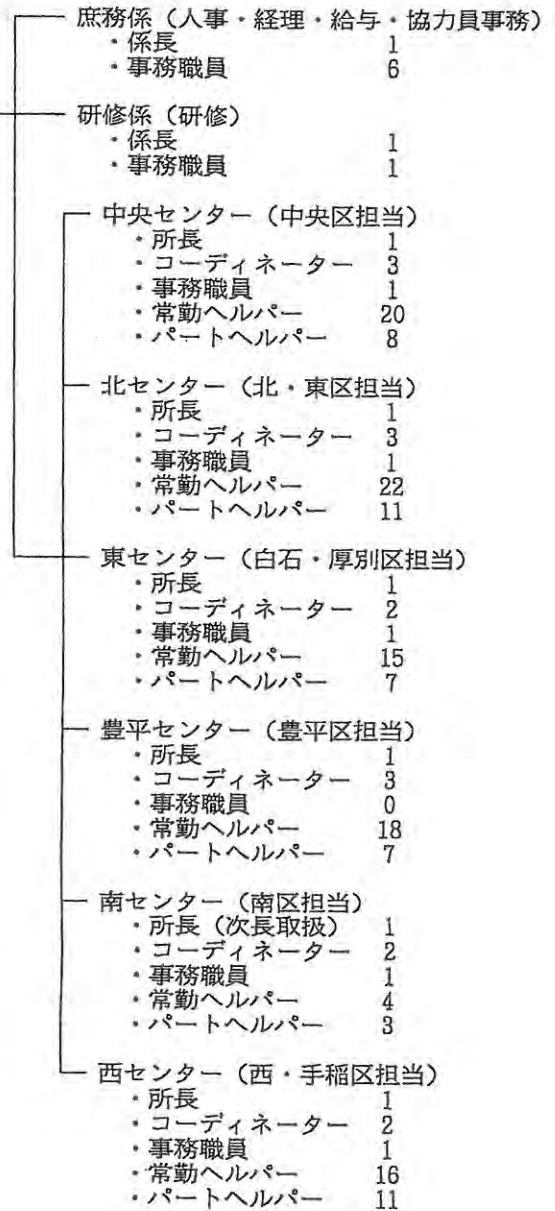 庶務係（人事・経理・給与・協力員事務）
・係長 1
・事務職員 6
研修係（研修）
・係長 1
・事務職員 1
中央センター（中央区担当）
・所長 1
・コーディネーター 3
・事務職員 1
・常勤ヘルパー 20
・パートヘルパー 8
北センター（北・東区担当）
・所長 1
・コーディネーター 3
・事務職員 1
・常勤ヘルパー 22
・パートヘルパー 11
東センター（白石・厚別区担当）
・所長 1
・コーディネーター 2
・事務職員 1
・常勤ヘルパー 15
・パートヘルパー 7
豊平センター（豊平区担当）
・所長 1
・コーディネーター 3
・事務職員 0
・常勤ヘルパー 18
・パートヘルパー 7
南センター（南区担当）
・所長（次長取扱） 1
・コーディネーター 2
・事務職員 1
・常勤ヘルパー 4
・パートヘルパー 3
西センター（西・手稲区担当）
・所長 1
・コーディネーター 2
・事務職員 1
・常勤ヘルパー 16
・パートヘルパー 11